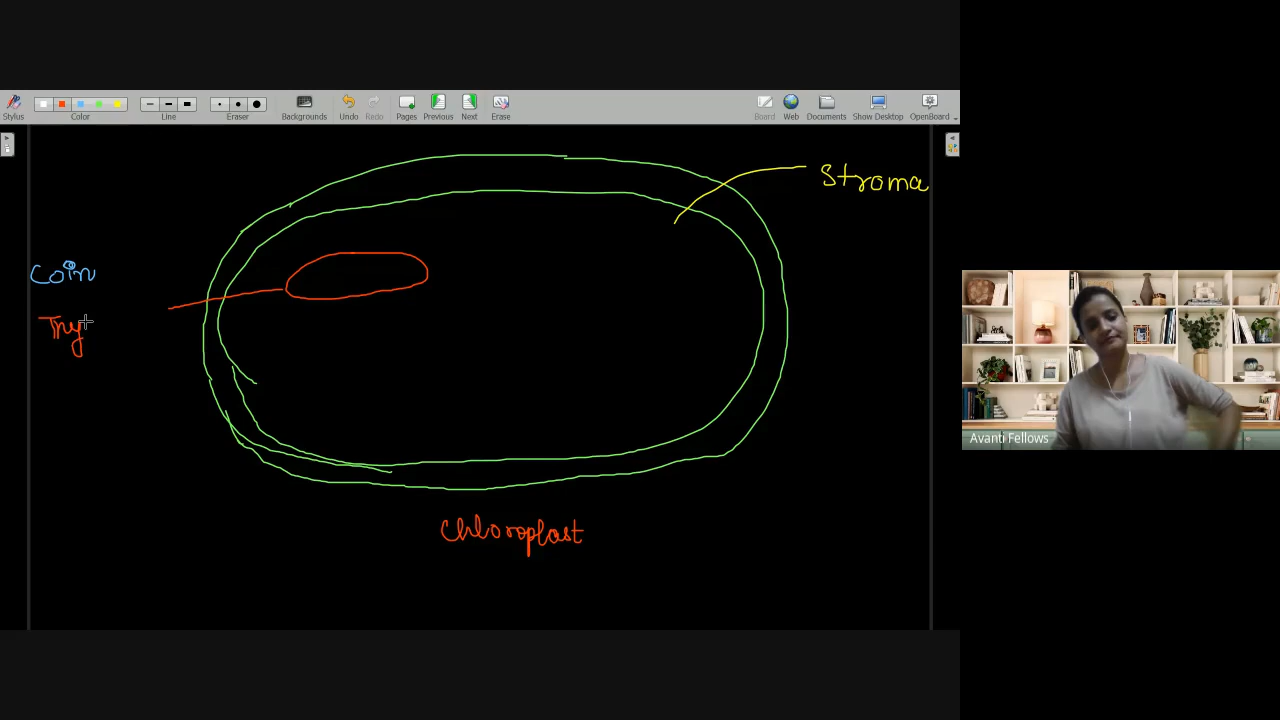 Stylus
Color
Line
Eraser
Backgrounds
Undo
Redo
Pages
Previous
Next
Erase
Board
Web
Documents
Show Desktop
OpenBoard
Stroma
Coin
Thy
Chloroplast
Avanti Fellows